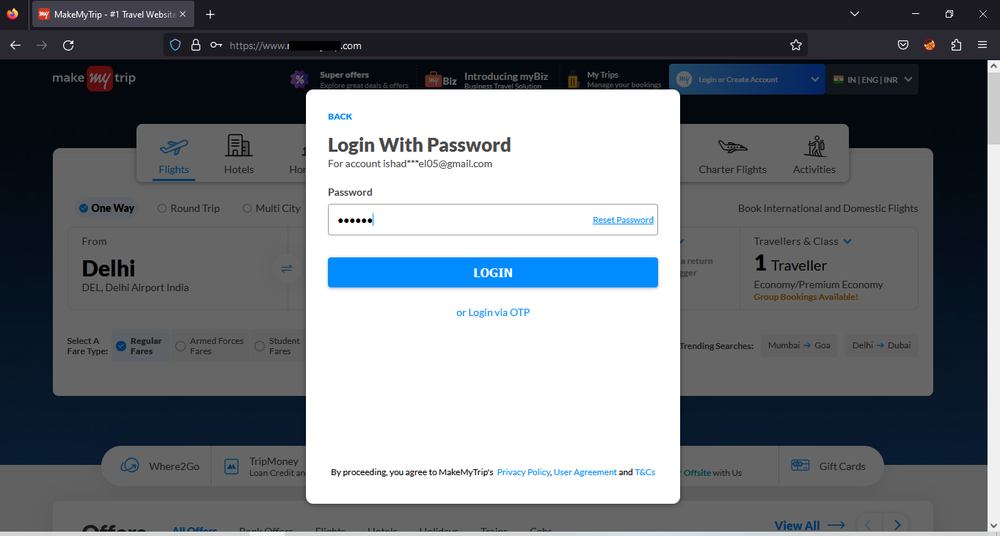 MakeMyTrip - #1 Travel Website
https://www. .com
make my trip
Super offers
Explore great deals & offers
my Biz
Introducing myBiz
Business Travel Solution
My Trips
Manage your bookings
my
Login or Create Account
IN | ENG | INR
BACK
Login With Password
For account ishad***el05@gmail.com
Password
Reset Password
LOGIN
or Login via OTP
By proceeding, you agree to MakeMyTrip's Privacy Policy, User Agreement and T&Cs
Flights
Hotels
Charter Flights
Activities
One Way
Round Trip
Multi City
Book International and Domestic Flights
From
Delhi
DEL, Delhi Airport India
a return
Travellers & Class
1 Traveller
Economy/Premium Economy
Group Bookings Available!
Select A
Fare Type:
Regular
Fares
Armed Forces
Fares
Student
Fares
Trending Searches:
Mumbai → Goa
Delhi → Dubai
Where2Go
TripMoney
Loan Credit
Offsite with Us
Gift Cards
Offers
All Offers
Bank Offers
Flights
Hotels
Holidays
Trains
Cabs
View All